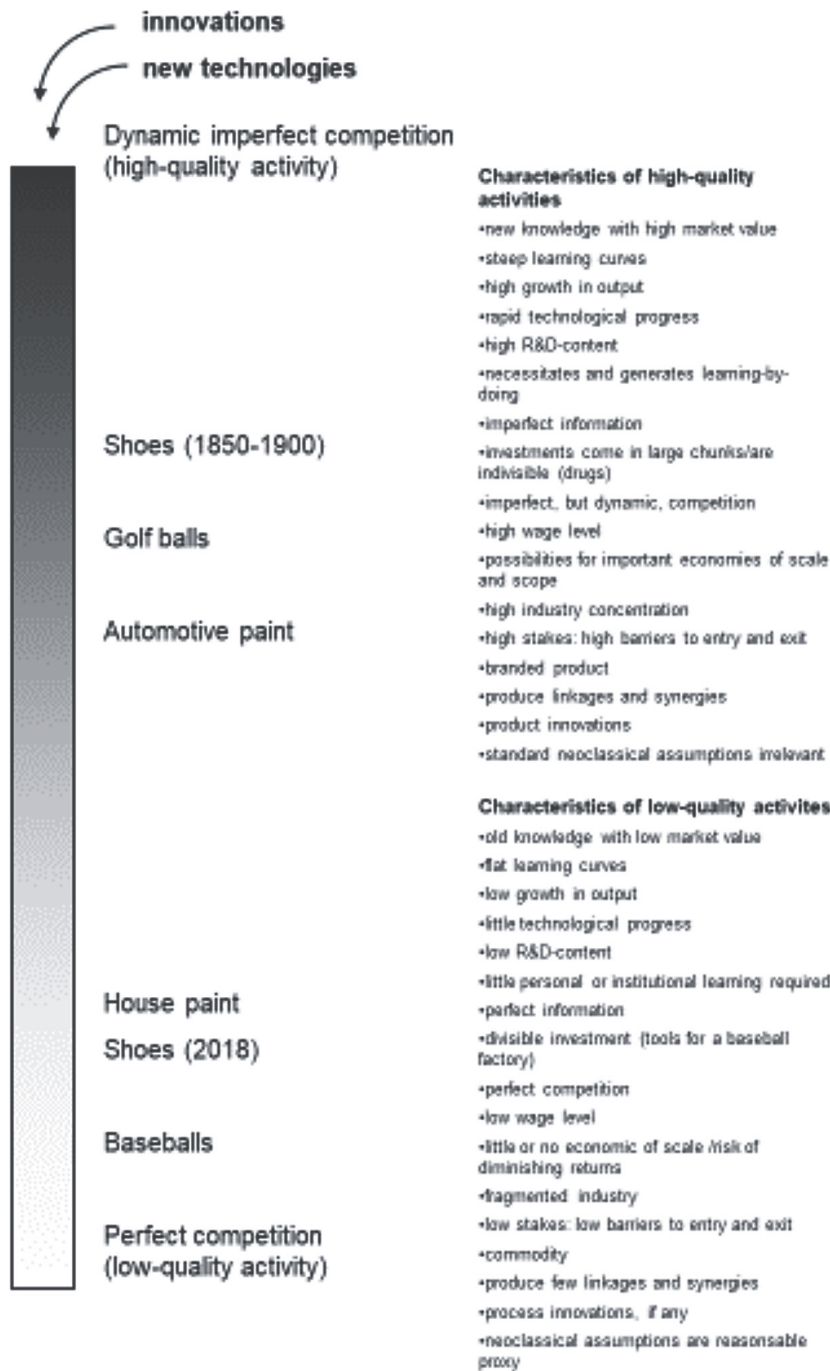 innovations
new technologies
Dynamic imperfect competition
(high-quality activity)
Shoes (1850-1900)
Golf balls
Automotive paint
House paint
Shoes (2018)
Baseballs
Perfect competition
(low-quality activity)
Characteristics of high-quality
activities
•new knowledge with high market value
•steep learning curves
•high growth in output
•rapid technological progress
•high R&D-content
•necessitates and generates learning-by-
doing
•imperfect information
•investments come in large chunks/are
indivisible (drugs)
•imperfect, but dynamic, competition
•high wage level
•possibilities for important economies of scale
and scope
•high industry concentration
•high stakes: high barriers to entry and exit
•branded product
•produce linkages and synergies
•product innovations
•standard neoclassical assumptions irrelevant
Characteristics of low-quality activites
•old knowledge with low market value
•flat learning curves
•low growth in output
•little technological progress
•low R&D-content
•little personal or institutional learning required
•perfect information
•divisible investment (tools for a baseball
factory)
•perfect competition
•low wage level
•little or no economic of scale /risk of
diminishing returns
•fragmented industry
•low stakes: low barriers to entry and exit
•commodity
•produce few linkages and synergies
•process innovations, if any
•neoclassical assumptions are reasonsable
proxy